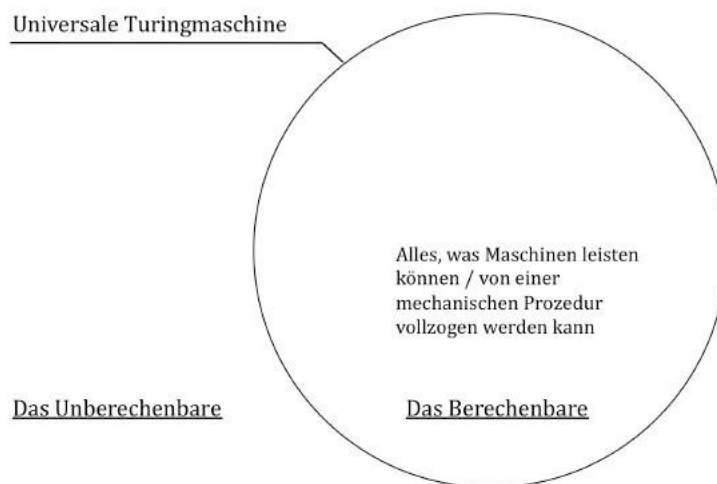 Universale Turingmaschine
Alles, was Maschinen leisten
können / von einer
mechanischen Prozedur
vollzogen werden kann
Das Unberechenbare
Das Berechenbare